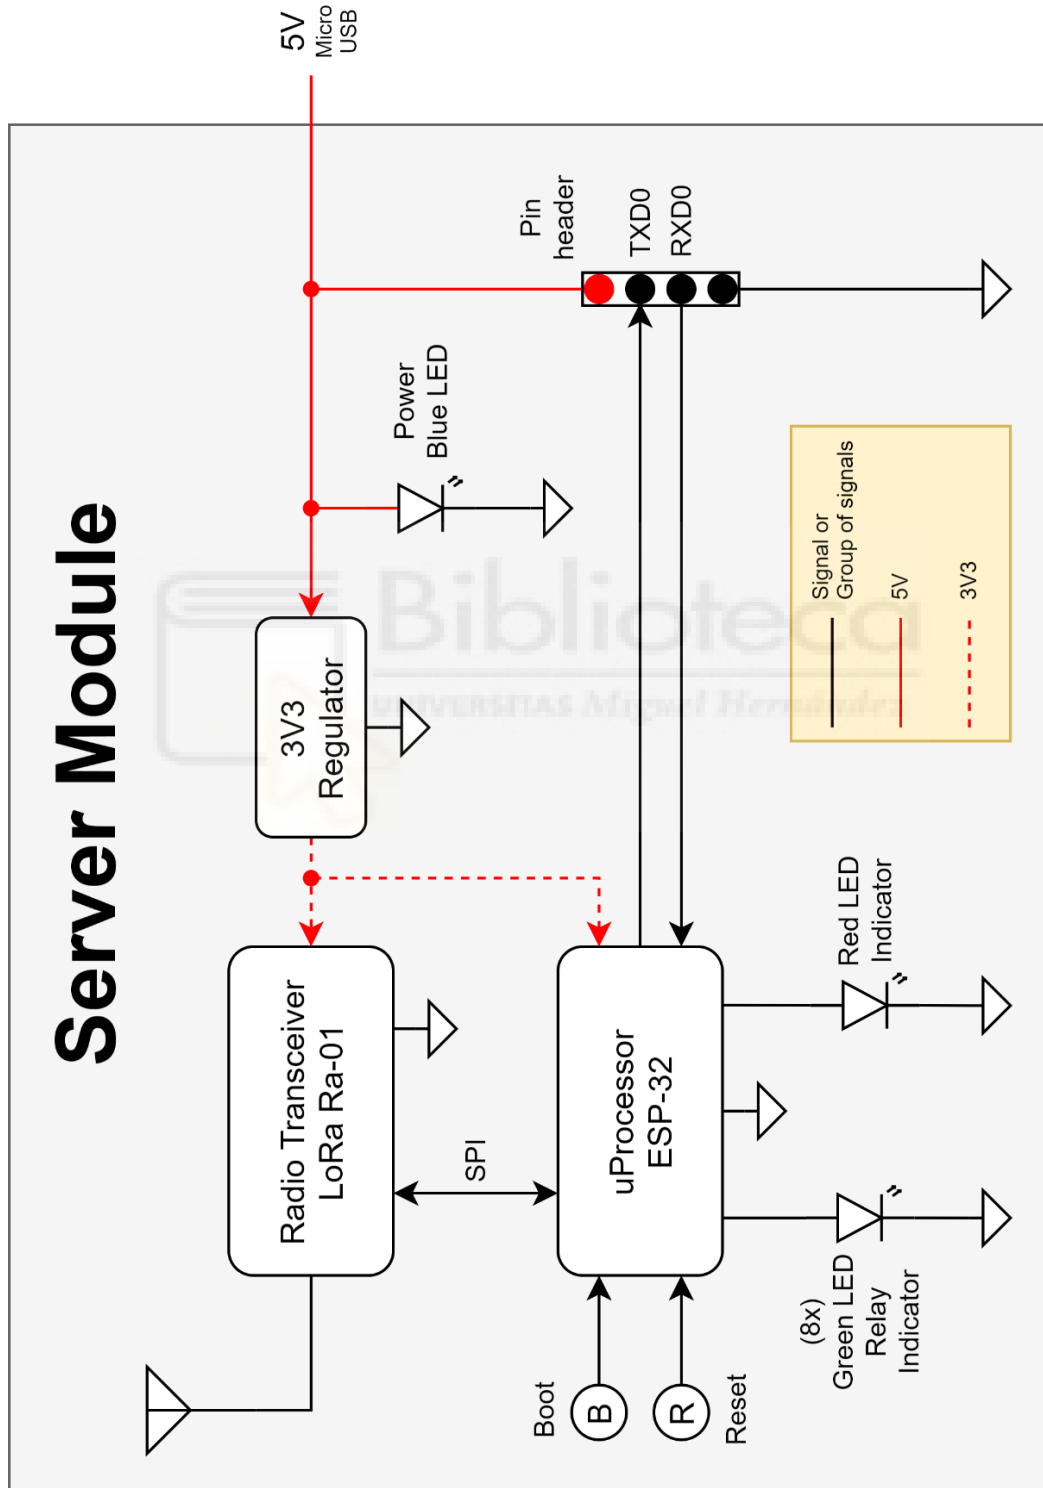 Server Module
5V
Micro
USB
Radio Transceiver
LoRa Ra-01
3V3
Regulator
Power
Blue LED
Pin
header
TXD0
RXD0
SPI
Boot
B
R
Reset
uProcessor
ESP-32
(8x)
Green LED
Relay
Indicator
Red LED
Indicator
Signal or
Group of signals
5V
3V3
Biblioteca
UNIVERSITAS Miguel Hernández